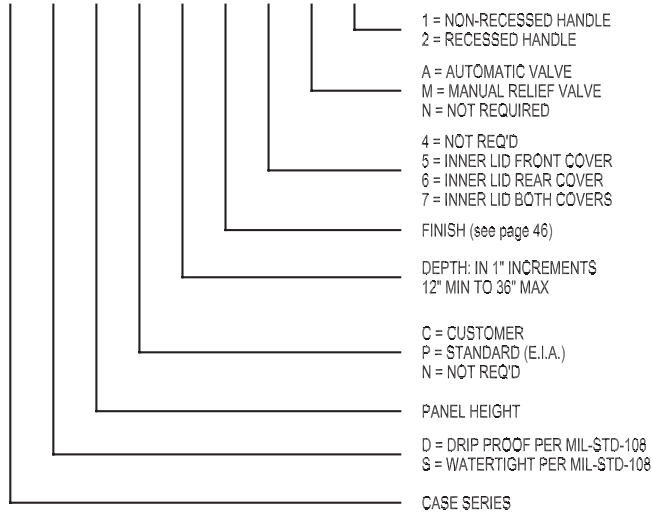 1 = NON-RECESSED HANDLE
2 = RECESSED HANDLE
A = AUTOMATIC VALVE
M = MANUAL RELIEF VALVE
N = NOT REQUIRED
4 = NOT REQ'D
5 = INNER LID FRONT COVER
6 = INNER LID REAR COVER
7 = INNER LID BOTH COVERS
FINISH (see page 46)
DEPTH: IN 1" INCREMENTS
12" MIN TO 36" MAX
C = CUSTOMER
P = STANDARD (E.I.A.)
N = NOT REQ'D
PANEL HEIGHT
D = DRIP PROOF PER MIL-STD-108
S = WATERTIGHT PER MIL-STD-108
CASE SERIES